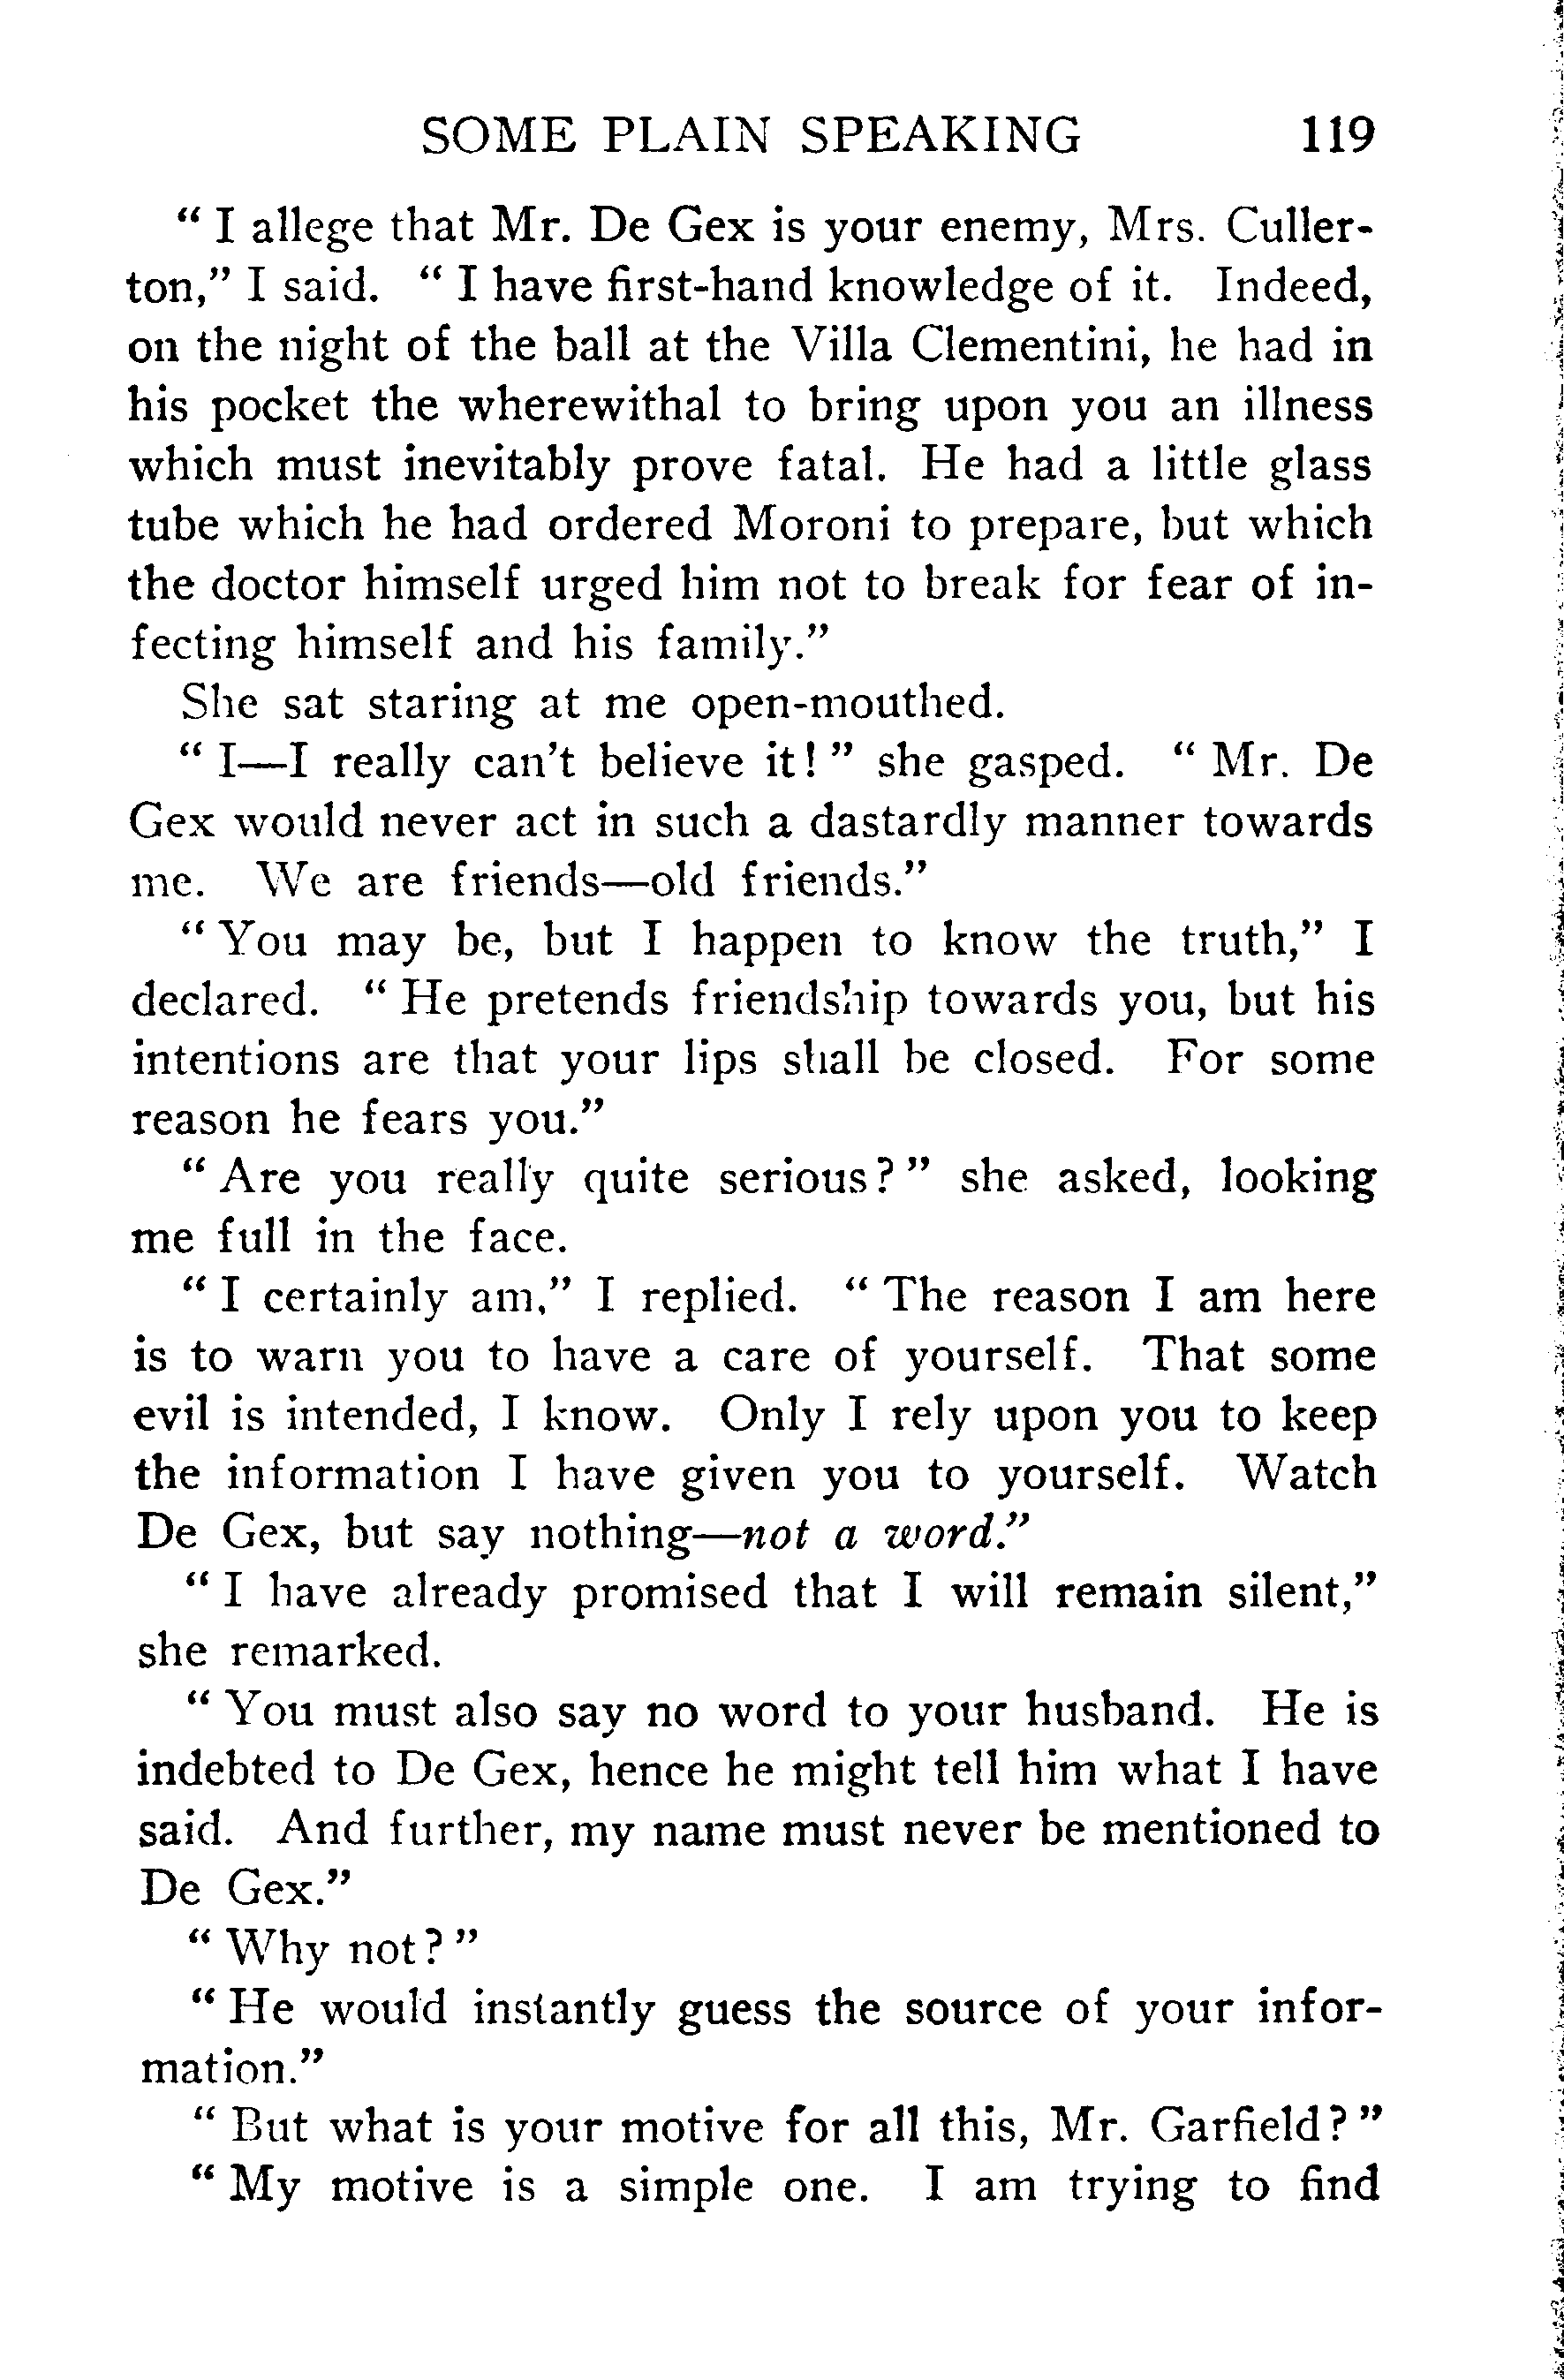 SOME PLAIN SPEAKING 119
“ I allege that Mr. De Gex is your enemy, Mrs. Culler-
ton,” I said. “ I have first-hand knowledge of it. Indeed,
on the night of the ball at the Villa Clementini, he had in
his pocket the wherewithal to bring upon you an illness
which must inevitably prove fatal. He had a little glass
tube which he had ordered Moroni to prepare, but which
the doctor himself urged him not to break for fear of in-
fecting himself and his family.”
She sat staring at me open-mouthed.
“ I—I really can’t believe it! ” she gasped. “ Mr. De
Gex would never act in such a dastardly manner towards
me. We are friends—old friends.”
“ You may be, but I happen to know the truth,” I
declared. “ He pretends friendship towards you, but his
intentions are that your lips shall be closed. For some
reason he fears you.”
“ Are you really quite serious? ” she asked, looking
me full in the face.
“ I certainly am,” I replied. “ The reason I am here
is to warn you to have a care of yourself. That some
evil is intended, I know. Only I rely upon you to keep
the information I have given you to yourself. Watch
De Gex, but say nothing—not a word.”
“ I have already promised that I will remain silent,”
she remarked.
“ You must also say no word to your husband. He is
indebted to De Gex, hence he might tell him what I have
said. And further, my name must never be mentioned to
De Gex.”
“ Why not? ”
“ He would instantly guess the source of your infor-
mation.”
“ But what is your motive for all this, Mr. Garfield? ”
“ My motive is a simple one. I am trying to find